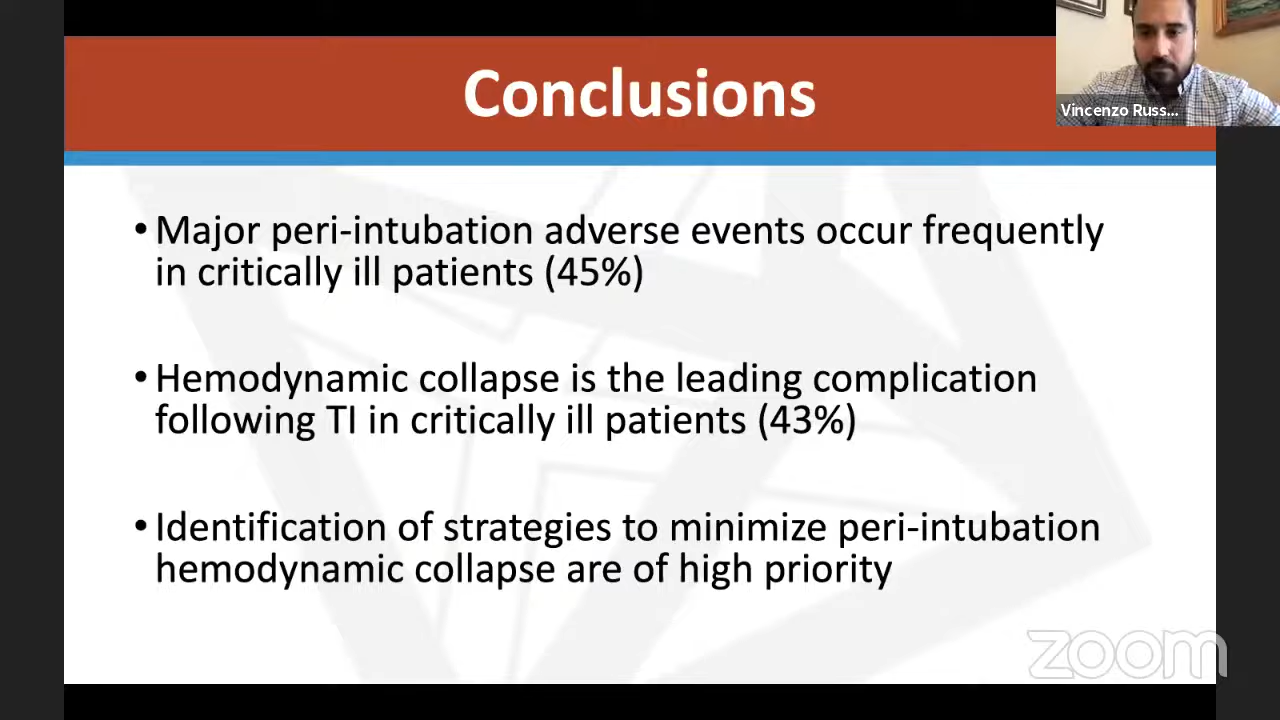 Conclusions
Vincenzo Russ...
•Major peri-intubation adverse events occur frequently
in critically ill patients (45%)
•Hemodynamic collapse is the leading complication
following TI in critically ill patients (43%)
•Identification of strategies to minimize peri-intubation
hemodynamic collapse are of high priority
zoom